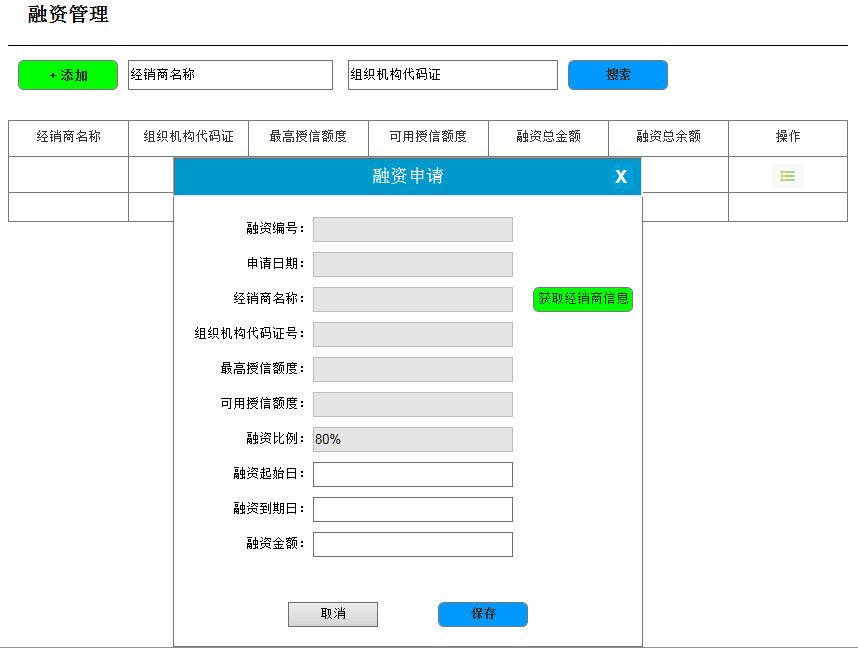 融资管理
+ 添加 经销商名称 组织机构代码证 搜索
经销商名称 组织机构代码证 最高授信额度 可用授信额度 融资总金额 融资总余额 操作
融资申请 X
融资编号：
申请日期：
经销商名称： 获取经销商信息
组织机构代码证号：
最高授信额度：
可用授信额度：
融资比例： 80%
融资起始日：
融资到期日：
融资金额：
取消 保存